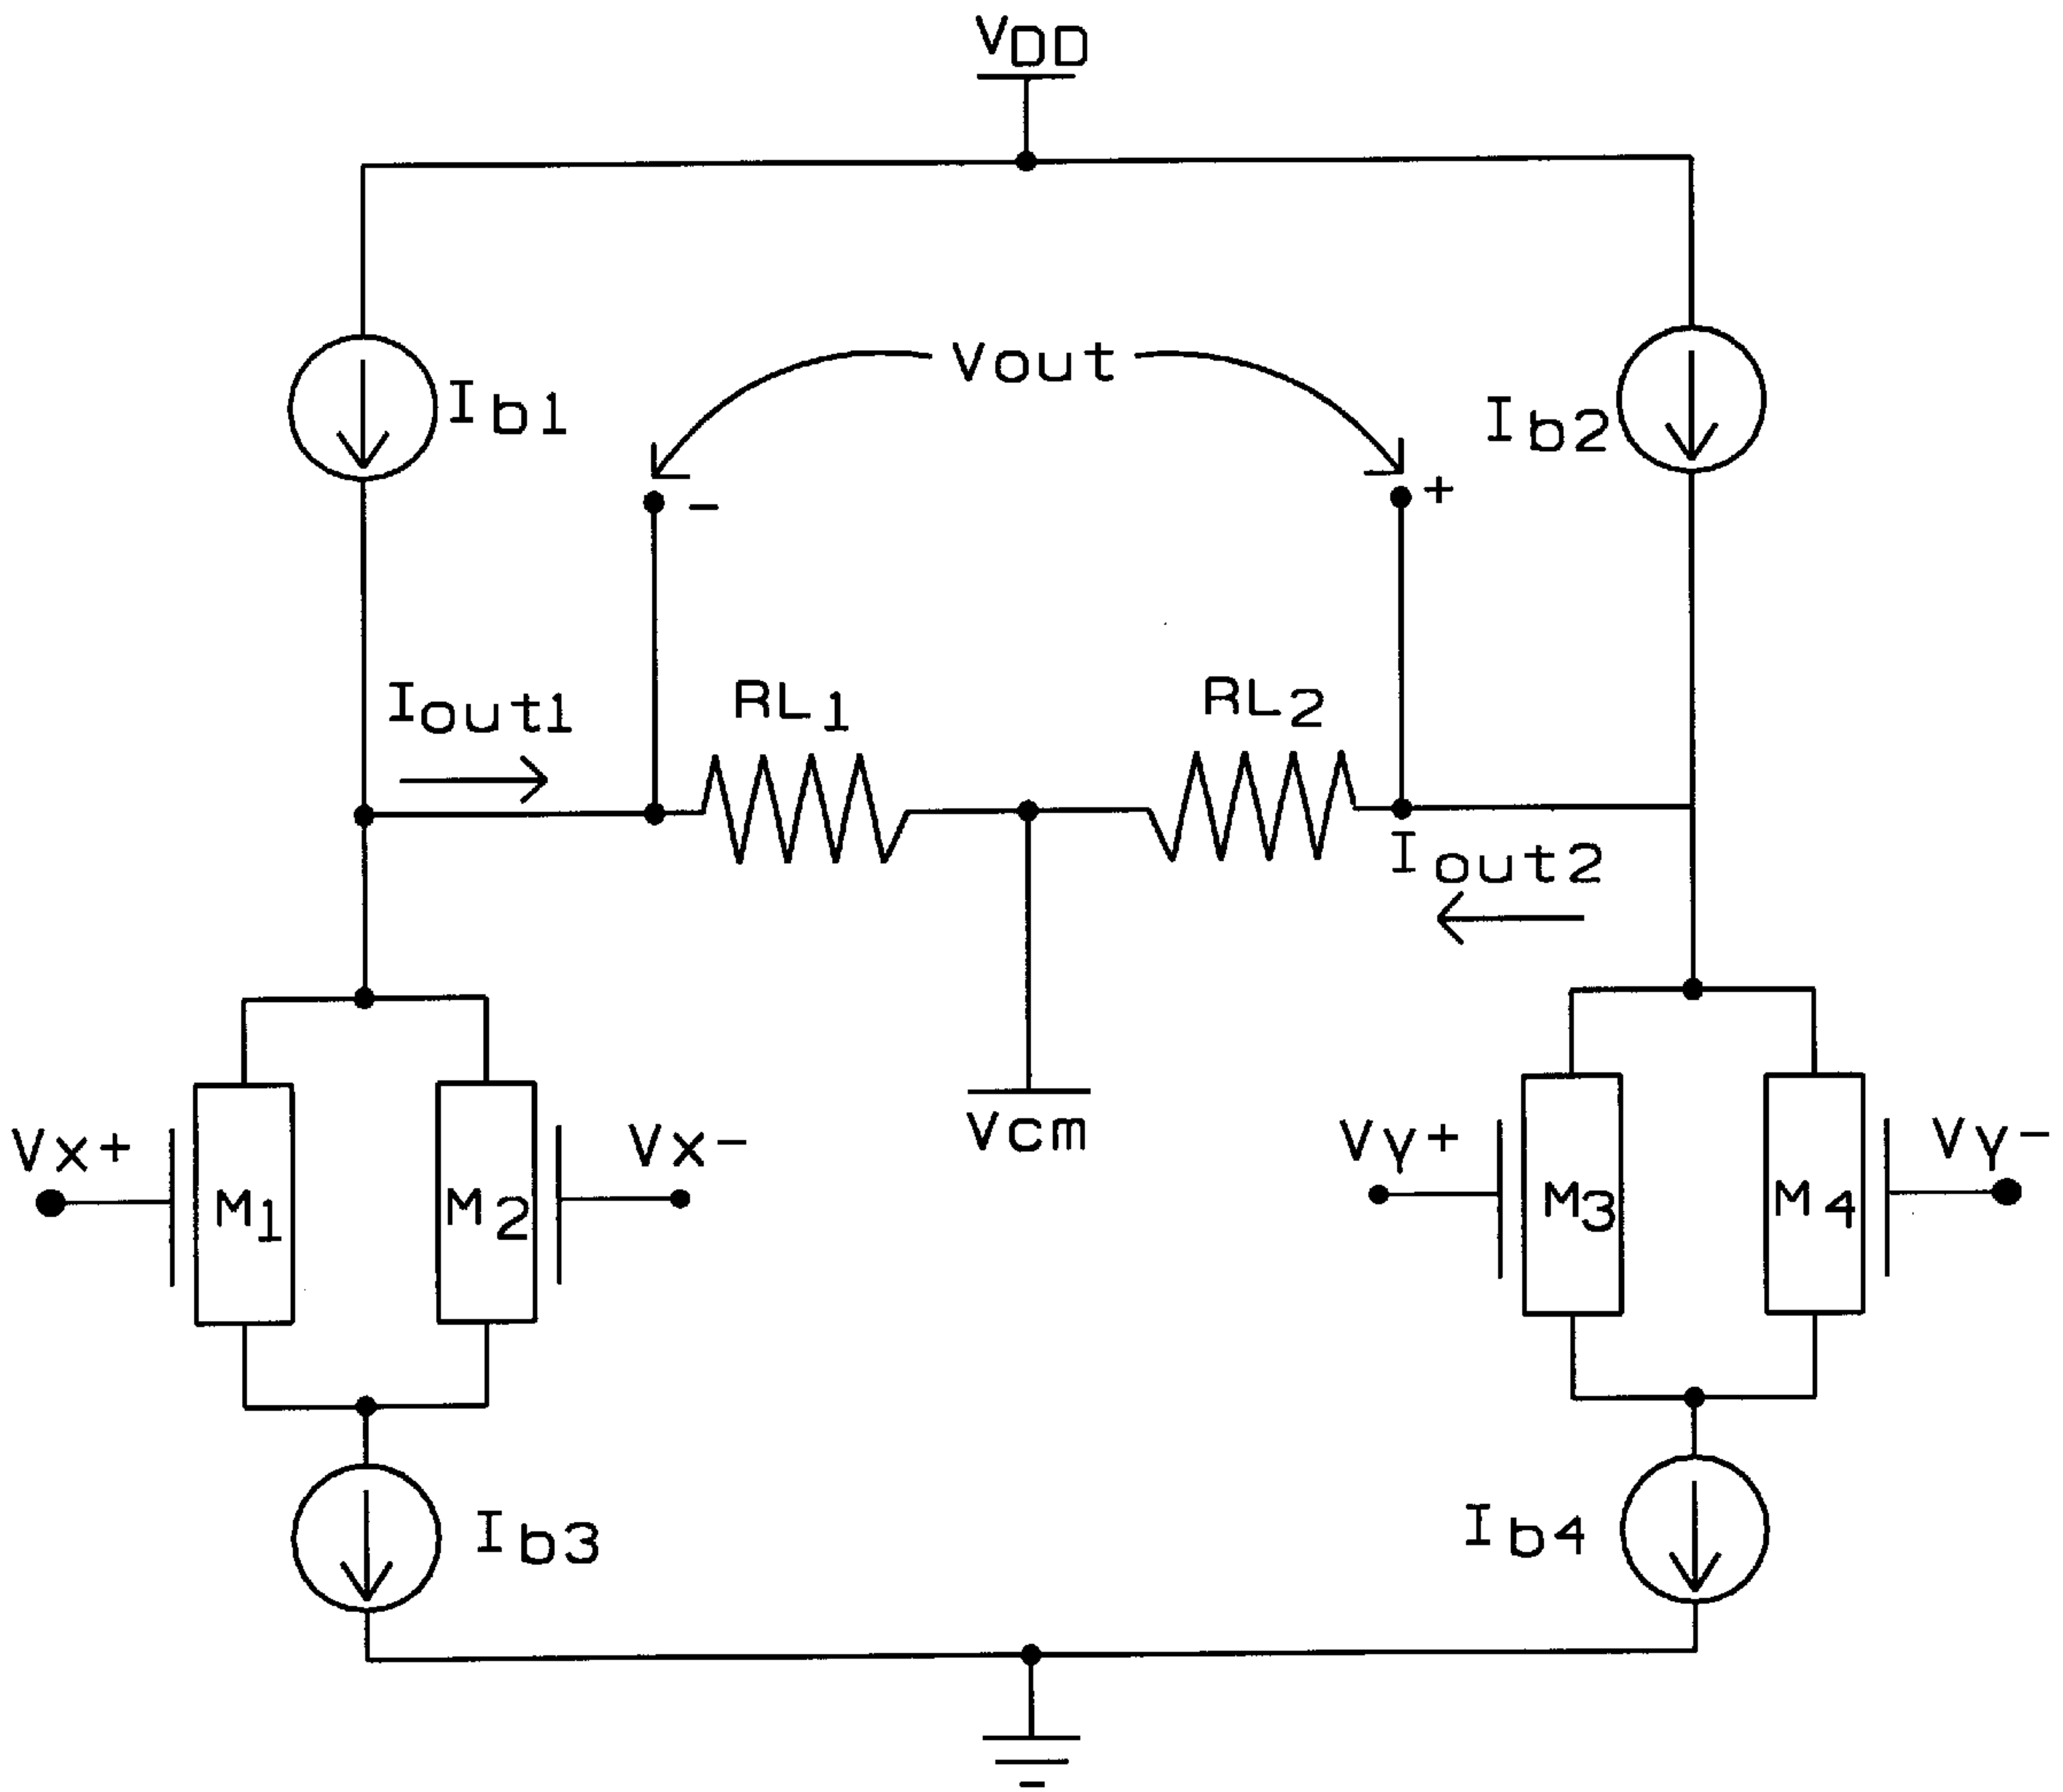 VDD
Vout
Ib1
Ib2
-
+
Iout1
RL1
RL2
Iout2
Vx+
M1
M2
Vx-
Vcm
Vy+
M3
M4
Vy-
Ib3
Ib4